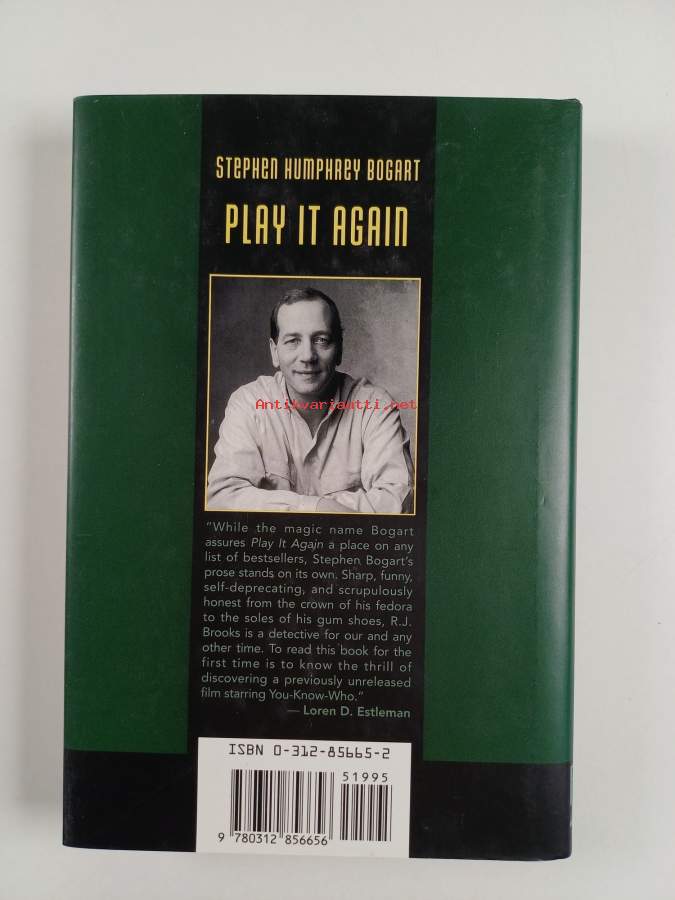 STEPHEN HUMPHREY BOGART
PLAY IT AGAIN
Antikvariaatti.net
“While the magic name Bogart
assures Play It Again a place on any
list of bestsellers, Stephen Bogart’s
prose stands on its own. Sharp, funny,
self-deprecating, and scrupulously
honest from the crown of his fedora
to the soles of his gum shoes, R.J.
Brooks is a detective for our and any
other time. To read this book for the
first time is to know the thrill of
discovering a previously unreleased
film starring You-Know-Who.”
— Loren D. Estleman
ISBN 0-312-85665-2
51995
9 780312 856656